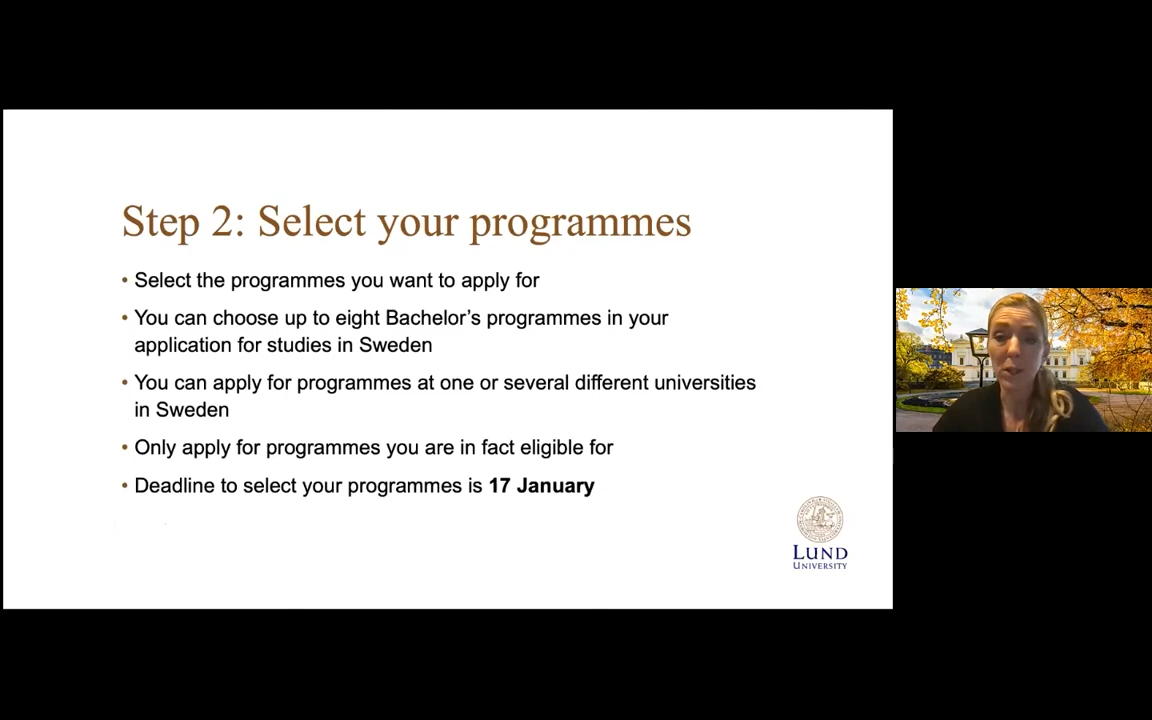 Step 2: Select your programmes
• Select the programmes you want to apply for
• You can choose up to eight Bachelor's programmes in your
application for studies in Sweden
• You can apply for programmes at one or several different universities
in Sweden
• Only apply for programmes you are in fact eligible for
• Deadline to select your programmes is 17 January
LUND
UNIVERSITY